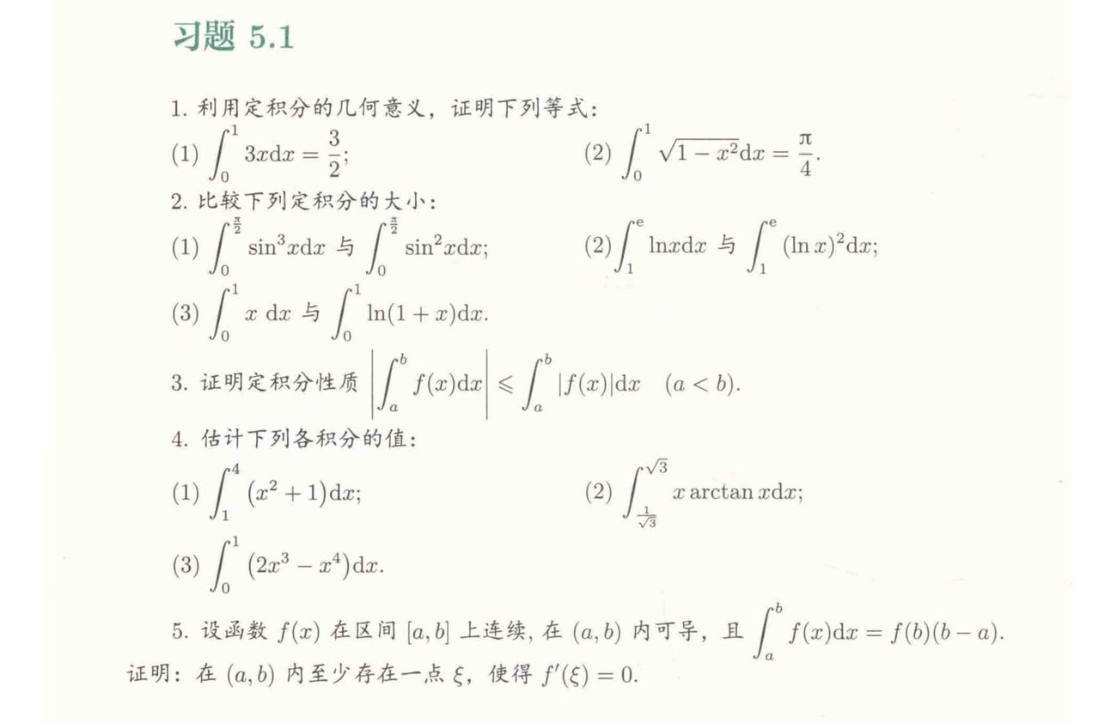 习题 5.1
1. 利用定积分的几何意义，证明下列等式：
(1) ∫₀¹ 3xdx = 3/2; (2) ∫₀¹ √(1 − x²)dx = π/4.
2. 比较下列定积分的大小：
(1) ∫₀^(π/2) sin³xdx 与 ∫₀^(π/2) sin²xdx; (2) ∫₁^e lnxdx 与 ∫₁^e (ln x)²dx;
(3) ∫₀¹ x dx 与 ∫₀¹ ln(1 + x)dx.
3. 证明定积分性质 |∫ₐᵇ f(x)dx| ⩽ ∫ₐᵇ |f(x)|dx (a < b).
4. 估计下列各积分的值：
(1) ∫₁⁴ (x² + 1)dx; (2) ∫_(1/√3)^(√3) x arctan xdx;
(3) ∫₀¹ (2x³ − x⁴)dx.
5. 设函数 f(x) 在区间 [a, b] 上连续, 在 (a, b) 内可导，且 ∫ₐᵇ f(x)dx = f(b)(b − a).
证明：在 (a, b) 内至少存在一点 ξ，使得 f′(ξ) = 0.